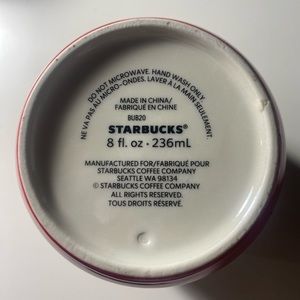 DO NOT MICROWAVE. HAND WASH ONLY
NE VA PAS AU MICRO-ONDES. LAVER À LA MAIN SEULEMENT.
MADE IN CHINA/
FABRIQUÉ EN CHINE
BUB20
STARBUCKS®
8 fl. oz · 236mL
MANUFACTURED FOR/FABRIQUÉ POUR
STARBUCKS COFFEE COMPANY
SEATTLE WA 98134
© STARBUCKS COFFEE COMPANY
ALL RIGHTS RESERVED.
TOUS DROITS RÉSERVÉ.